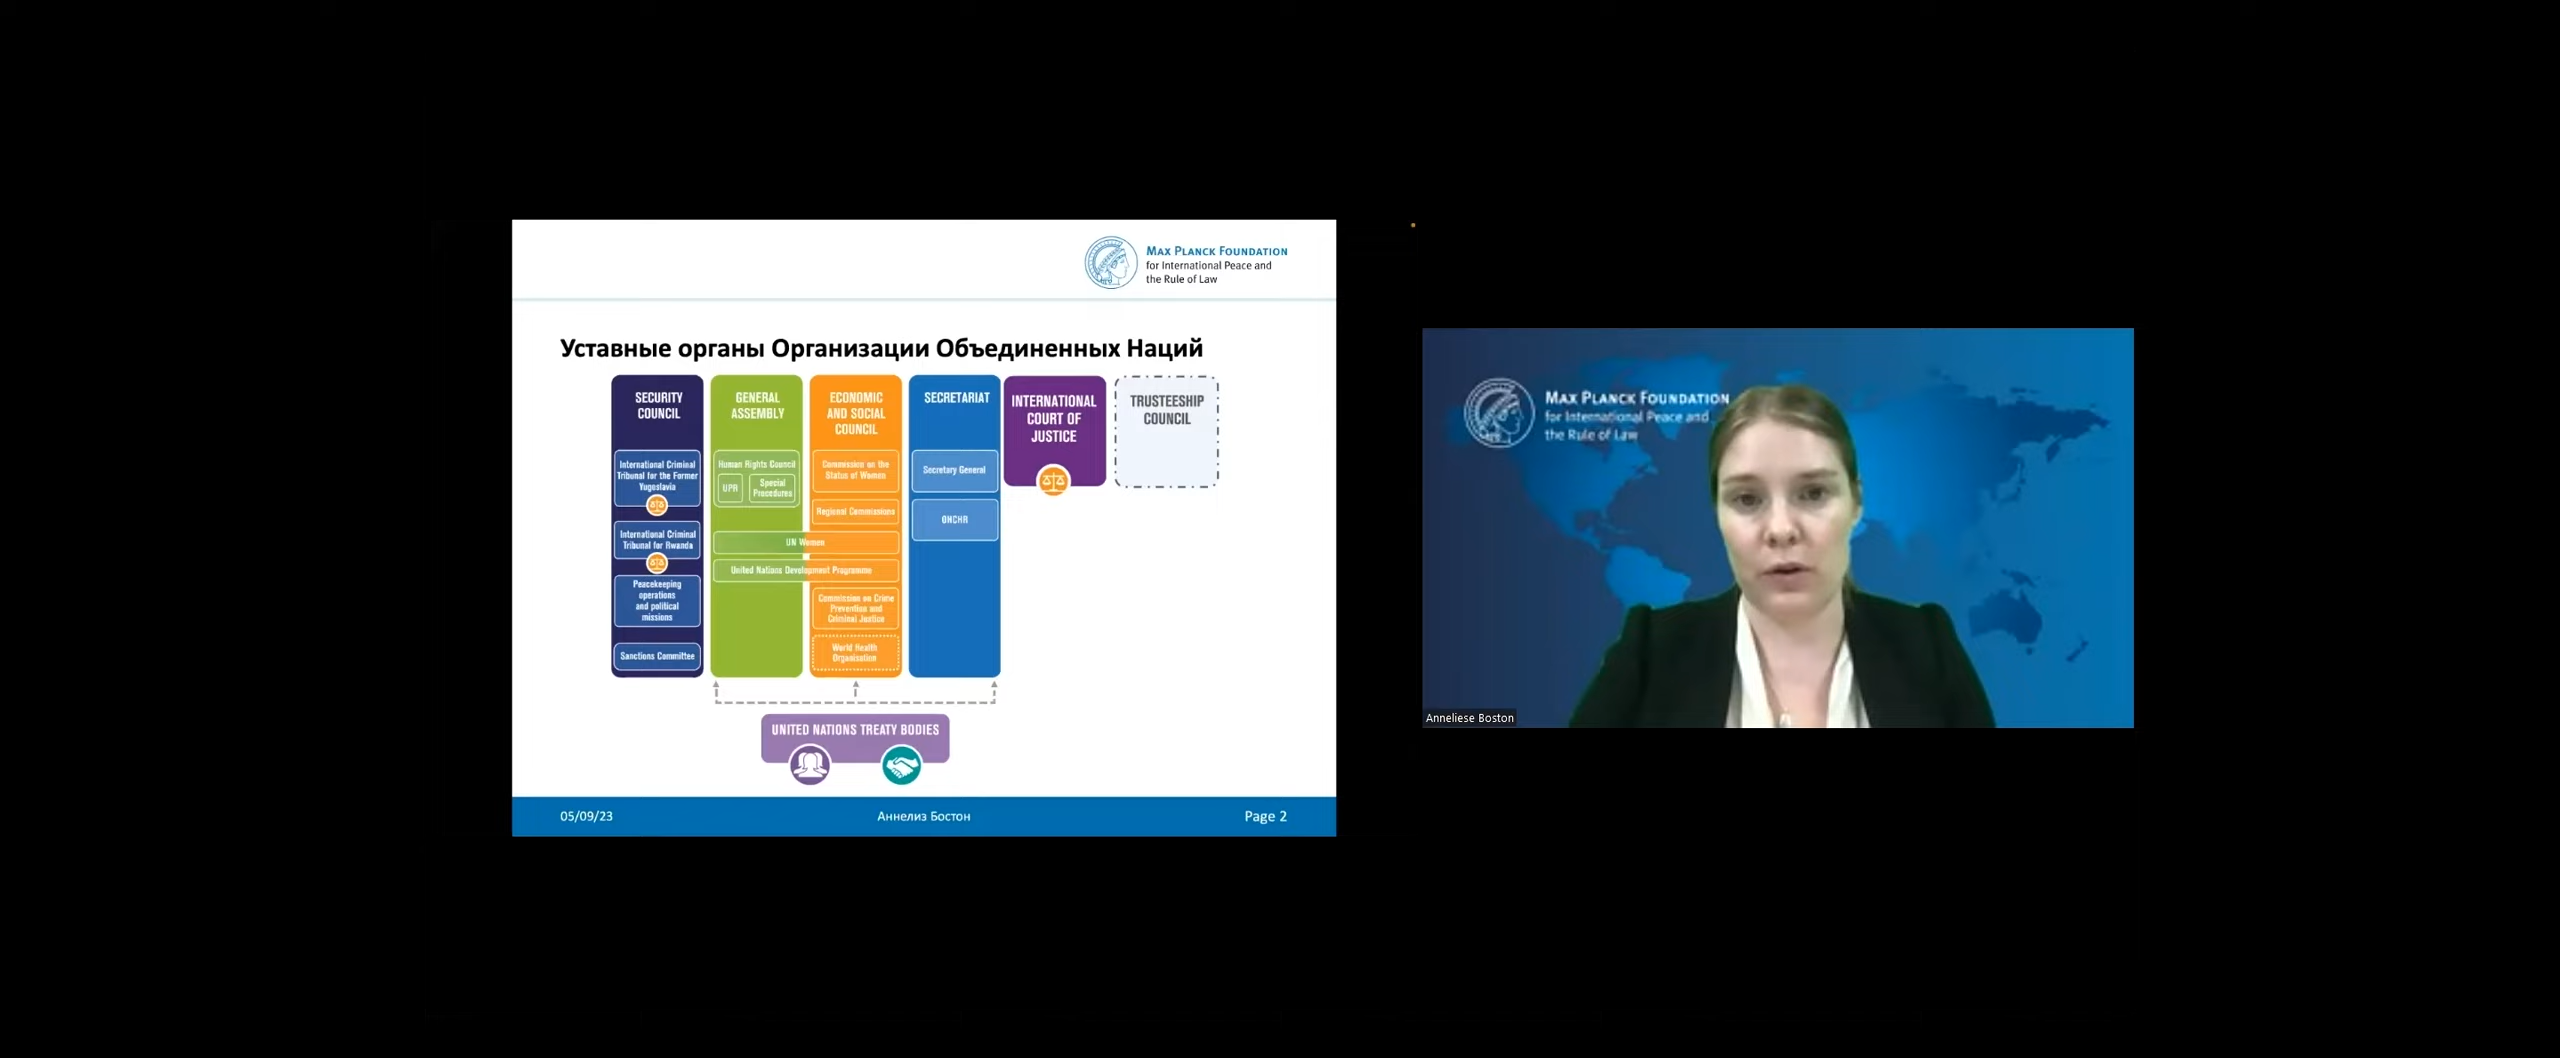 MAX PLANCK FOUNDATION
for International Peace and
the Rule of Law
Уставные органы Организации Объединенных Наций
SECURITY
COUNCIL
International Criminal
Tribunal for the Former
Yugoslavia
International Criminal
Tribunal for Rwanda
Peacekeeping
operations
and political
missions
Sanctions Committee
GENERAL
ASSEMBLY
Human Rights Council
UPR
Special
Procedures
UN Women
United Nations Development Programme
ECONOMIC
AND SOCIAL
COUNCIL
Commission on the
Status of Women
Regional Commissions
Commission on Crime
Prevention and
Criminal Justice
World Health
Organisation
SECRETARIAT
Secretary General
OHCHR
INTERNATIONAL
COURT OF
JUSTICE
TRUSTEESHIP
COUNCIL
UNITED NATIONS TREATY BODIES
05/09/23
Аннелиз Бостон
Page 2
MAX PLANCK FOUNDATION
for International Peace and
the Rule of Law
Anneliese Boston